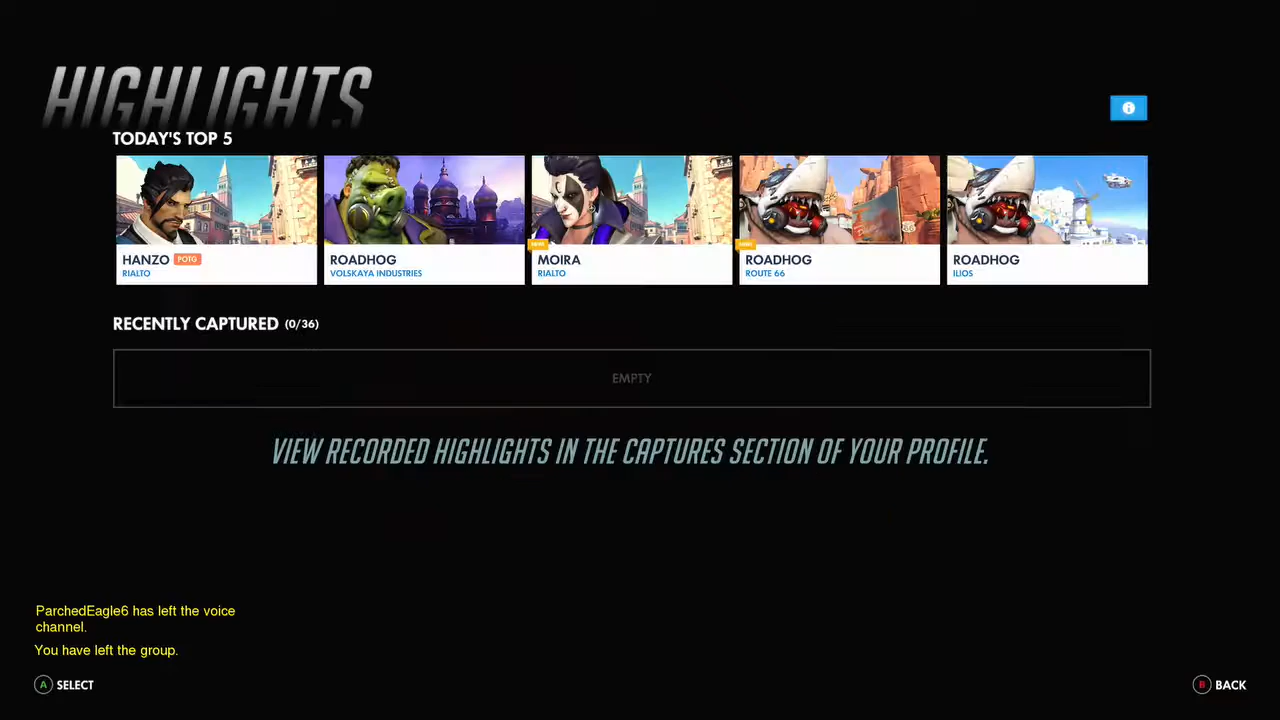 HIGHLIGHTS
TODAY'S TOP 5
HANZO POTG
RIALTO
ROADHOG
VOLSKAYA INDUSTRIES
MOIRA
RIALTO
ROADHOG
ROUTE 66
ROADHOG
ILIOS
RECENTLY CAPTURED (0/36)
EMPTY
VIEW RECORDED HIGHLIGHTS IN THE CAPTURES SECTION OF YOUR PROFILE.
ParchedEagle6 has left the voice
channel.
You have left the group.
A SELECT
B BACK